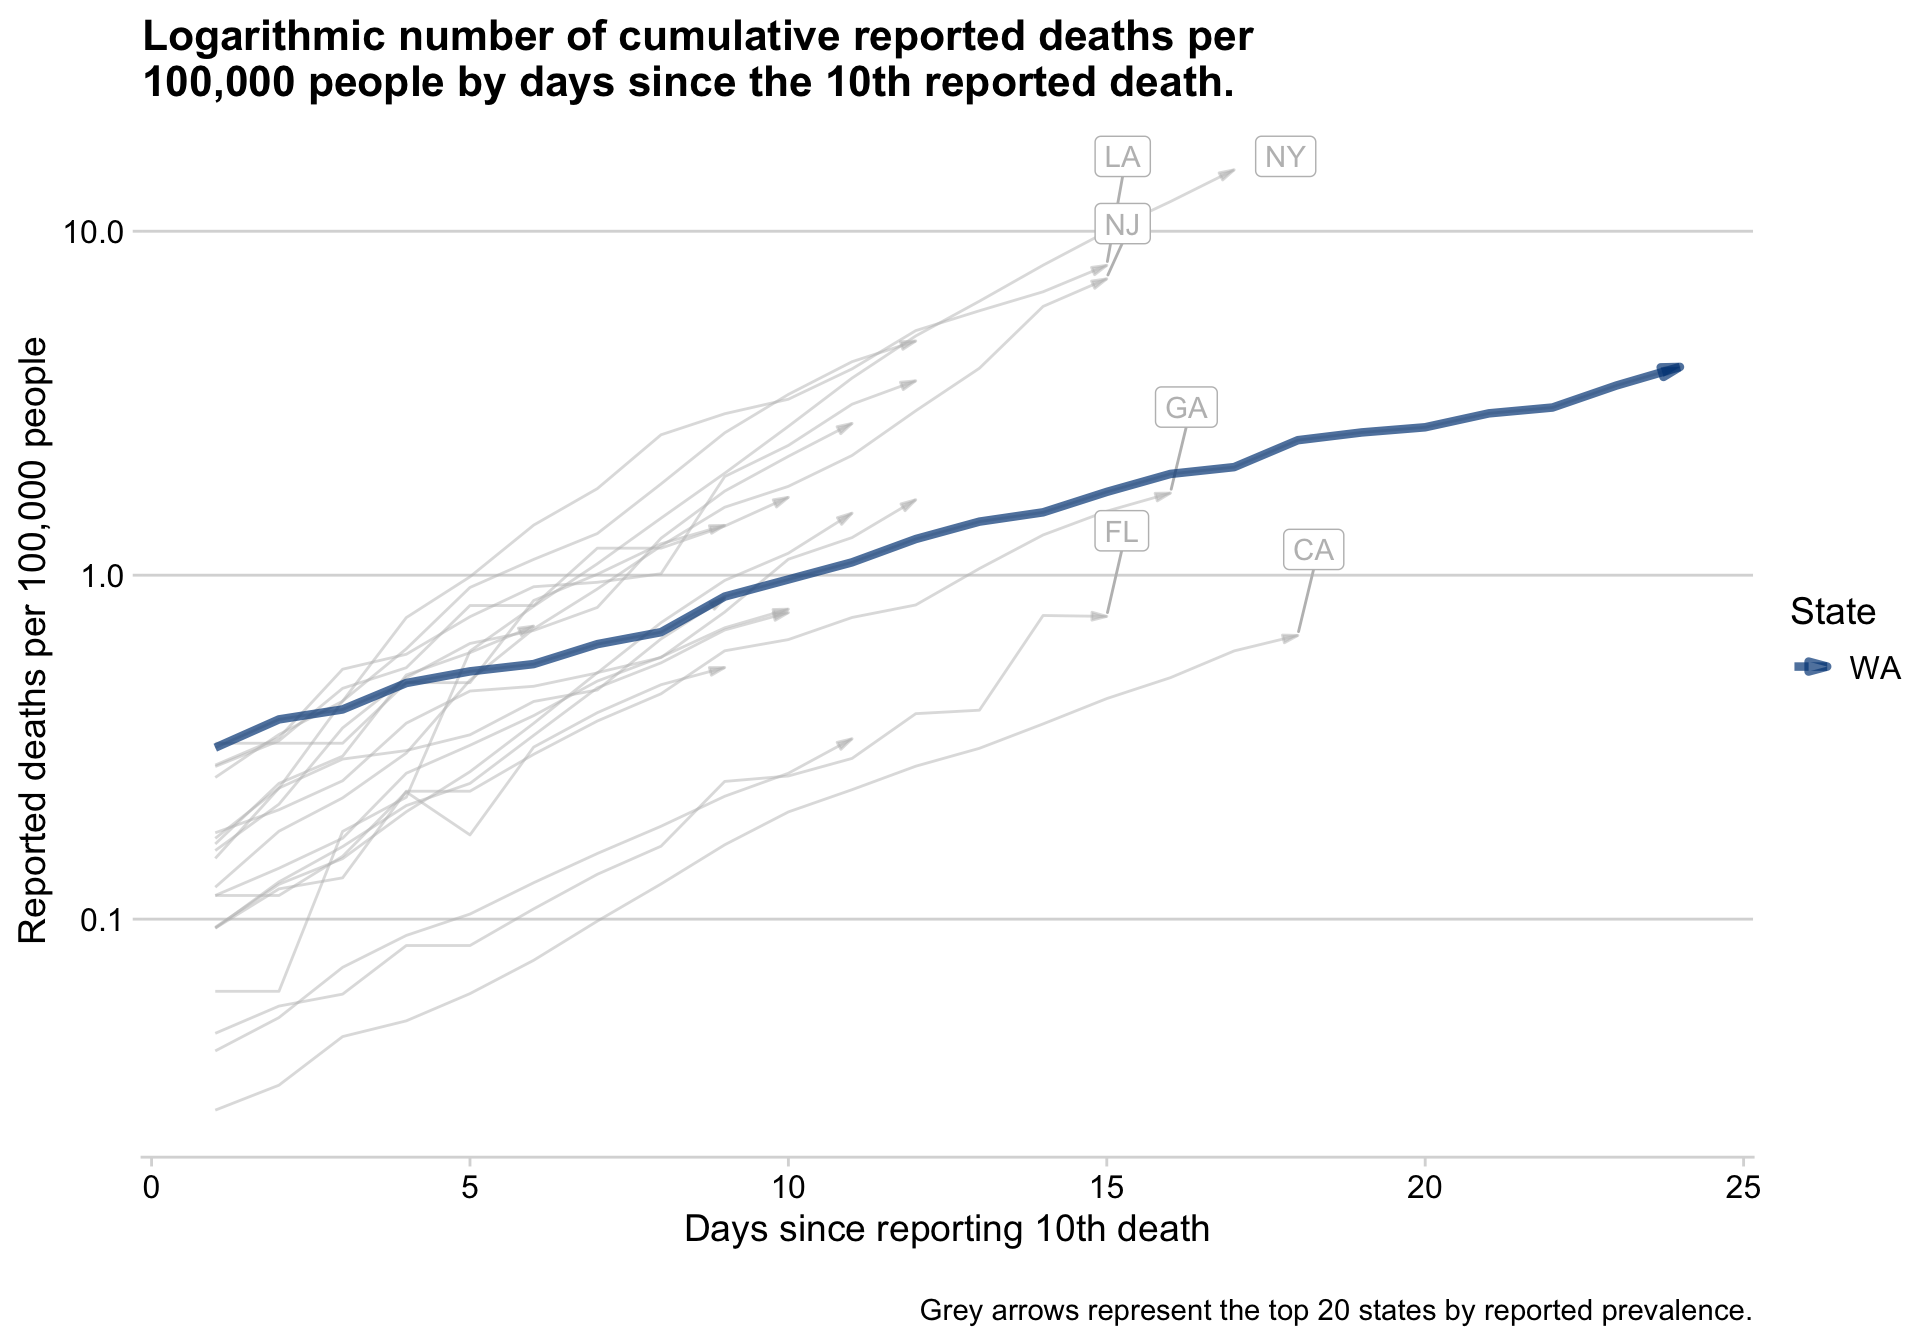 Logarithmic number of cumulative reported deaths per
100,000 people by days since the 10th reported death.
LA
NY
NJ
10.0
GA
FL
CA
1.0
0.1
Reported deaths per 100,000 people
State
WA
0
5
10
15
20
25
Days since reporting 10th death
Grey arrows represent the top 20 states by reported prevalence.